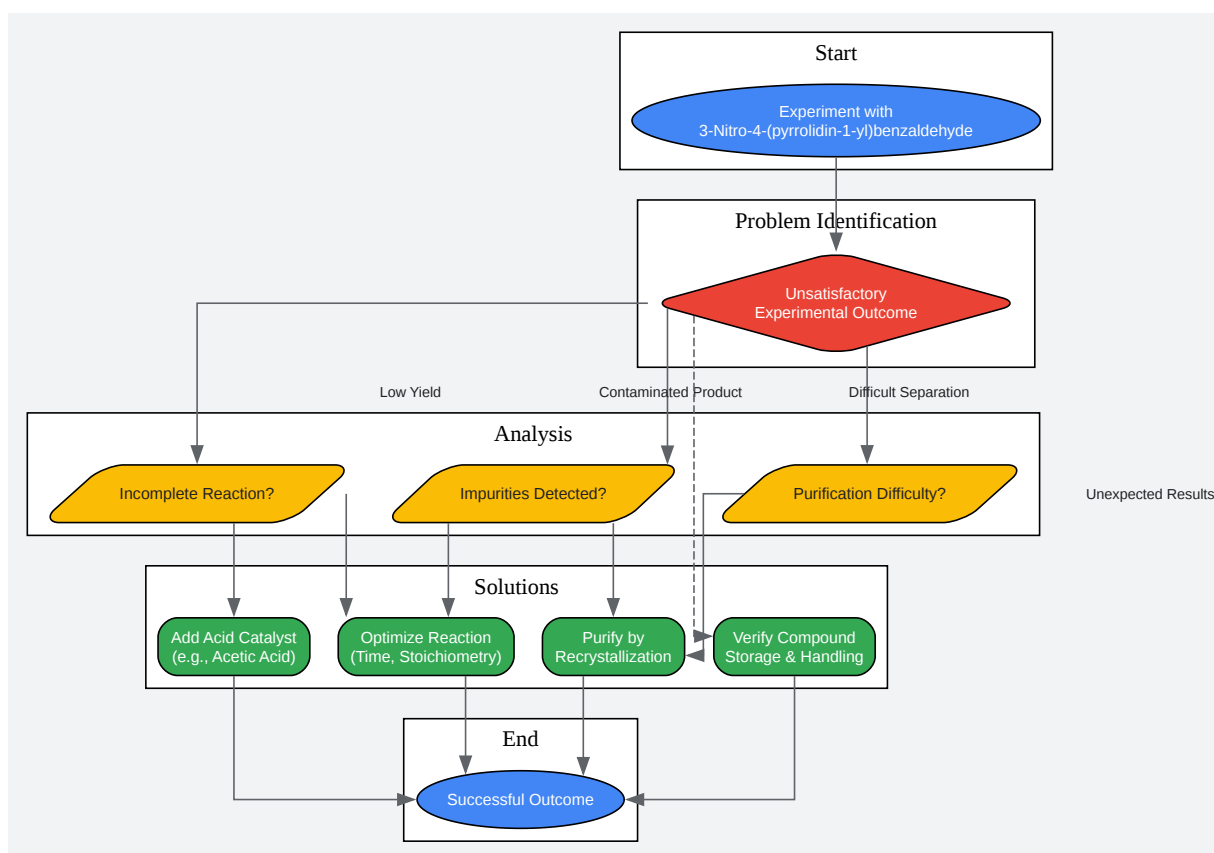 Start
Experiment with
3-Nitro-4-(pyrrolidin-1-yl)benzaldehyde
Problem Identification
Unsatisfactory
Experimental Outcome
Low Yield
Contaminated Product
Difficult Separation
Analysis
Incomplete Reaction?
Impurities Detected?
Purification Difficulty?
Unexpected Results
Solutions
Add Acid Catalyst
(e.g., Acetic Acid)
Optimize Reaction
(Time, Stoichiometry)
Purify by
Recrystallization
Verify Compound
Storage & Handling
End
Successful Outcome